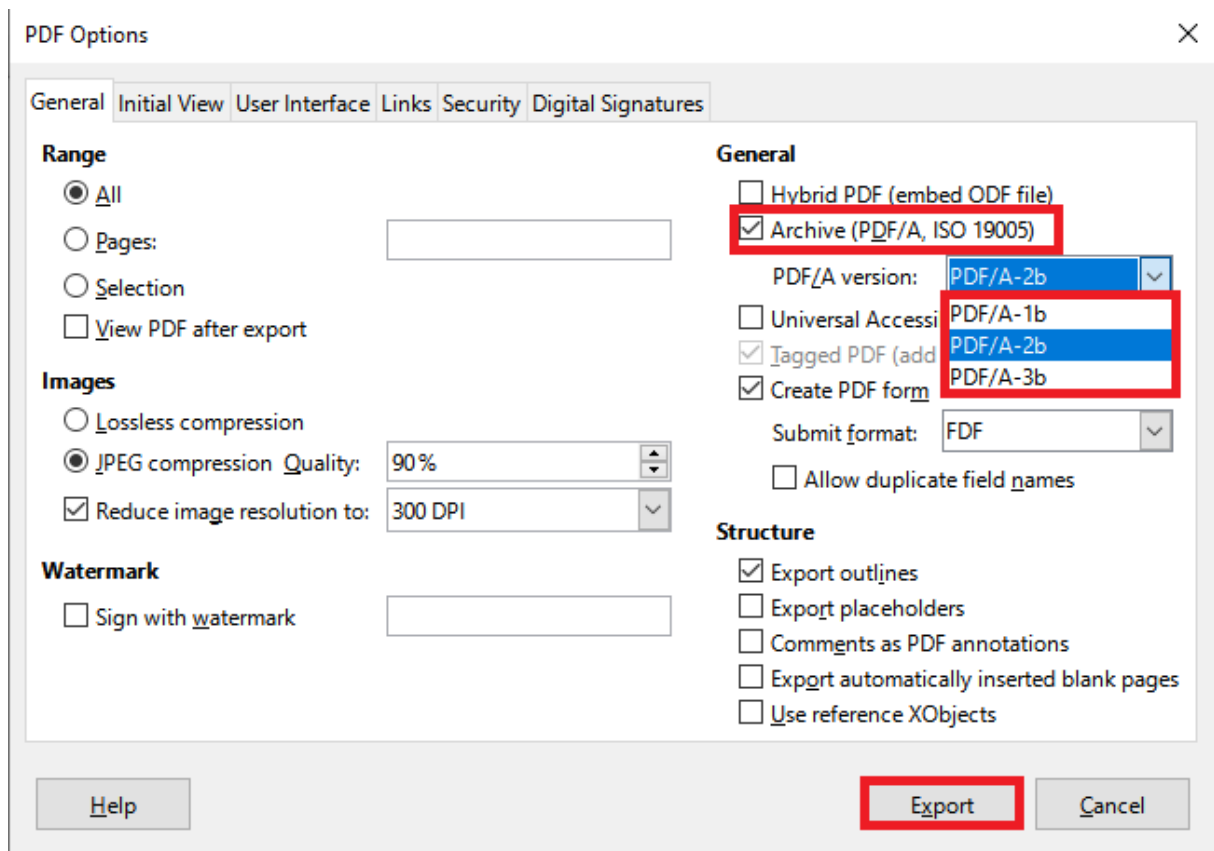 PDF Options
General Initial View User Interface Links Security Digital Signatures
Range
All
Pages:
Selection
View PDF after export
Images
Lossless compression
JPEG compression Quality: 90%
Reduce image resolution to: 300 DPI
Watermark
Sign with watermark
General
Hybrid PDF (embed ODF file)
Archive (PDF/A, ISO 19005)
PDF/A version: PDF/A-2b
PDF/A-1b
PDF/A-2b
PDF/A-3b
Universal Accessi
Tagged PDF (add
Create PDF form
Submit format: FDF
Allow duplicate field names
Structure
Export outlines
Export placeholders
Comments as PDF annotations
Export automatically inserted blank pages
Use reference XObjects
Help Export Cancel